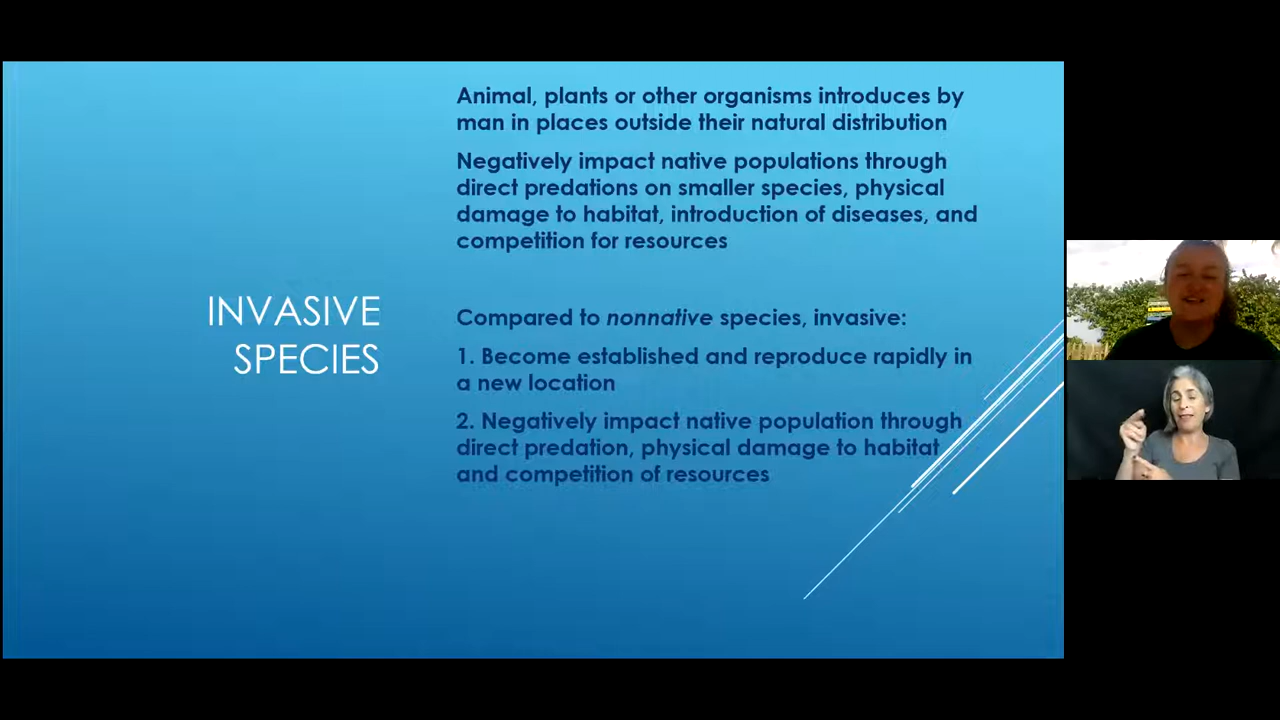 INVASIVE
SPECIES
Animal, plants or other organisms introduces by
man in places outside their natural distribution
Negatively impact native populations through
direct predations on smaller species, physical
damage to habitat, introduction of diseases, and
competition for resources
Compared to nonnative species, invasive:
1. Become established and reproduce rapidly in
a new location
2. Negatively impact native population through
direct predation, physical damage to habitat
and competition of resources